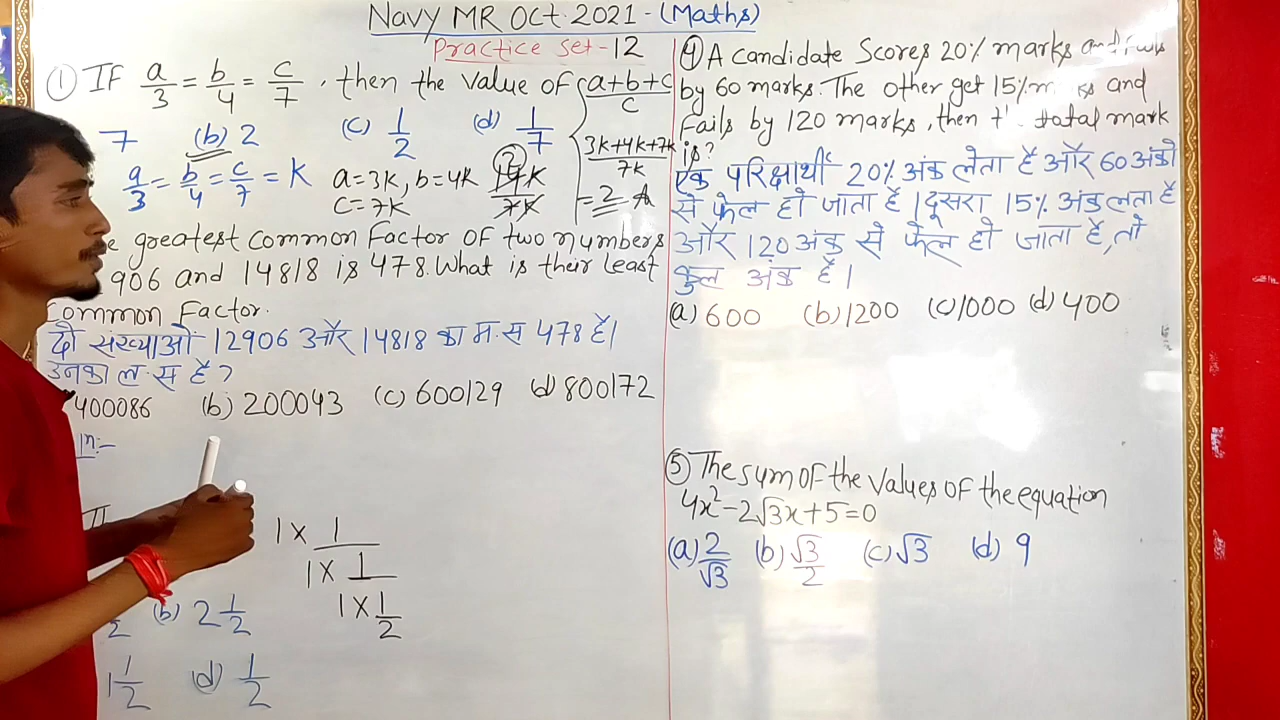 Navy MR Oct. 2021 - (Maths)
Practice Set - 12
① IF a/3 = b/4 = c/7, then the value of a+b+c/c
7 (b) 2 (c) 1/2 (d) 1/7
a/3 = b/4 = c/7 = K a=3K, b=4K
c=7K
3K+4K+7K/7K
14K/7K
= 2 A
e greatest common Factor OF two numbers
906 and 14818 is 478. What is their Least
Common Factor.
दो संख्याओं 12906 और 14818 का म.स 478 है।
उनका ल.स है?
400086 (b) 200043 (c) 600129 (d) 800172
1n:-
1 × 1
1 × 1
1 × 1/2
2 (b) 2 1/2
1 1/2 (d) 1/2
④ A candidate Scores 20% marks and
by 60 marks. The other get 15% and
Fails by 120 marks, then total mark
is?
एक परिक्षार्थी 20% अंक लेता है और 60 अंको
से फेल हो जाता है। दूसरा 15% अंक लेता है
और 120 अंक से फेल हो जाता है, तो
कुल अंक है।
(a) 600 (b) 1200 (c) 1000 (d) 400
⑤ The sum OF the values OF the equation
4x²-2√3x+5=0
(a) 2/√3 (b) √3/2 (c) √3 (d) 9